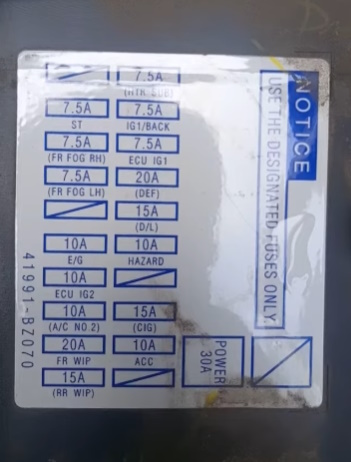 7.5A
(HTR SUB)
7.5A 7.5A
ST IG1/BACK
7.5A 7.5A
(FR FOG RH) ECU IG1
7.5A 20A
(FR FOG LH) (DEF)
15A
(D/L)
10A 10A
E/G HAZARD
10A
ECU IG2
10A 15A
(A/C NO.2) (CIG)
20A 10A
FR WIP ACC
15A
(RR WIP)
POWER
30A
NOTICE
USE THE DESIGNATED FUSES ONLY.
41991-BZ070